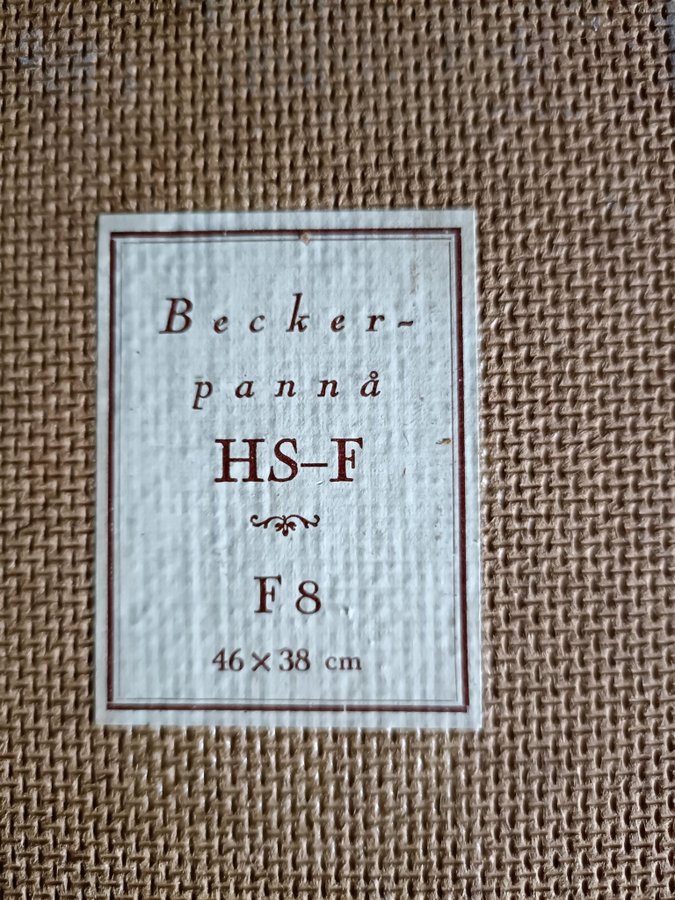 Becker-
pannå
HS–F
F 8
46 × 38 cm